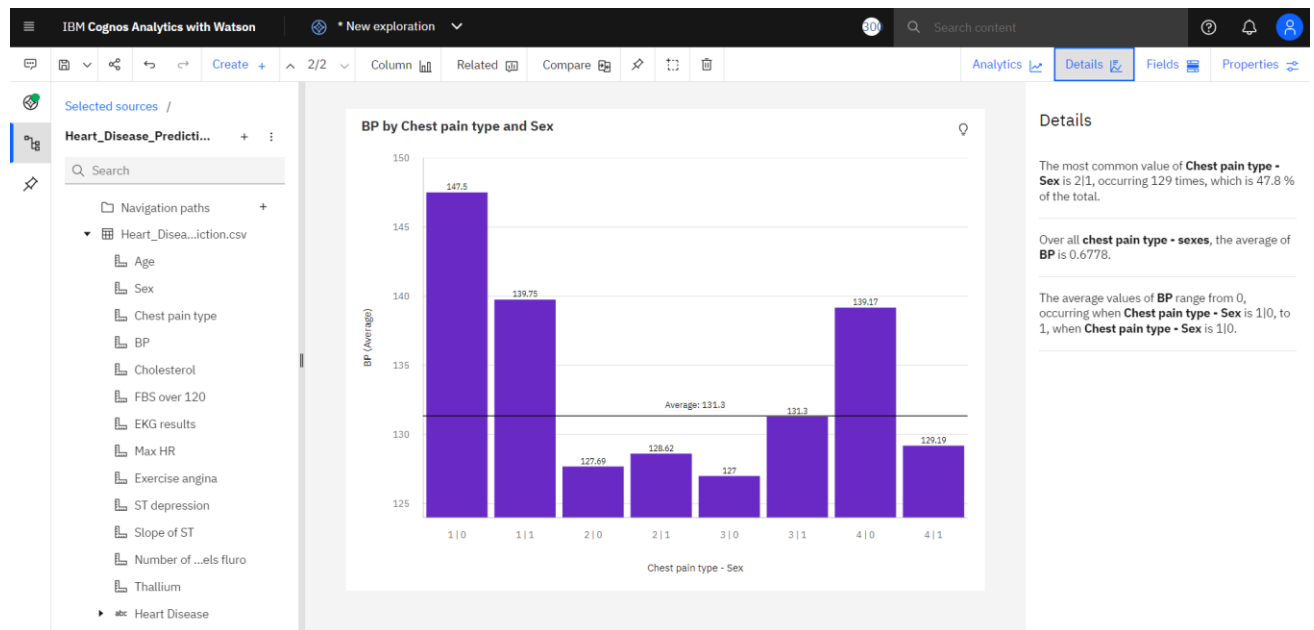 IBM Cognos Analytics with Watson
* New exploration
300
Search content
Create +
2/2
Column
Related
Compare
Analytics
Details
Fields
Properties
Selected sources /
Heart_Disease_Predicti...
Search
Navigation paths
Heart_Disea...iction.csv
Age
Sex
Chest pain type
BP
Cholesterol
FBS over 120
EKG results
Max HR
Exercise angina
ST depression
Slope of ST
Number of ...els fluro
Thallium
abc Heart Disease
BP by Chest pain type and Sex
BP (Average)
150
145
140
135
130
125
147.5
139.75
127.69
128.62
127
131.3
139.17
129.19
Average: 131.3
1|0
1|1
2|0
2|1
3|0
3|1
4|0
4|1
Chest pain type - Sex
Details
The most common value of Chest pain type -
Sex is 2|1, occurring 129 times, which is 47.8 %
of the total.
Over all chest pain type - sexes, the average of
BP is 0.6778.
The average values of BP range from 0,
occurring when Chest pain type - Sex is 1|0, to
1, when Chest pain type - Sex is 1|0.